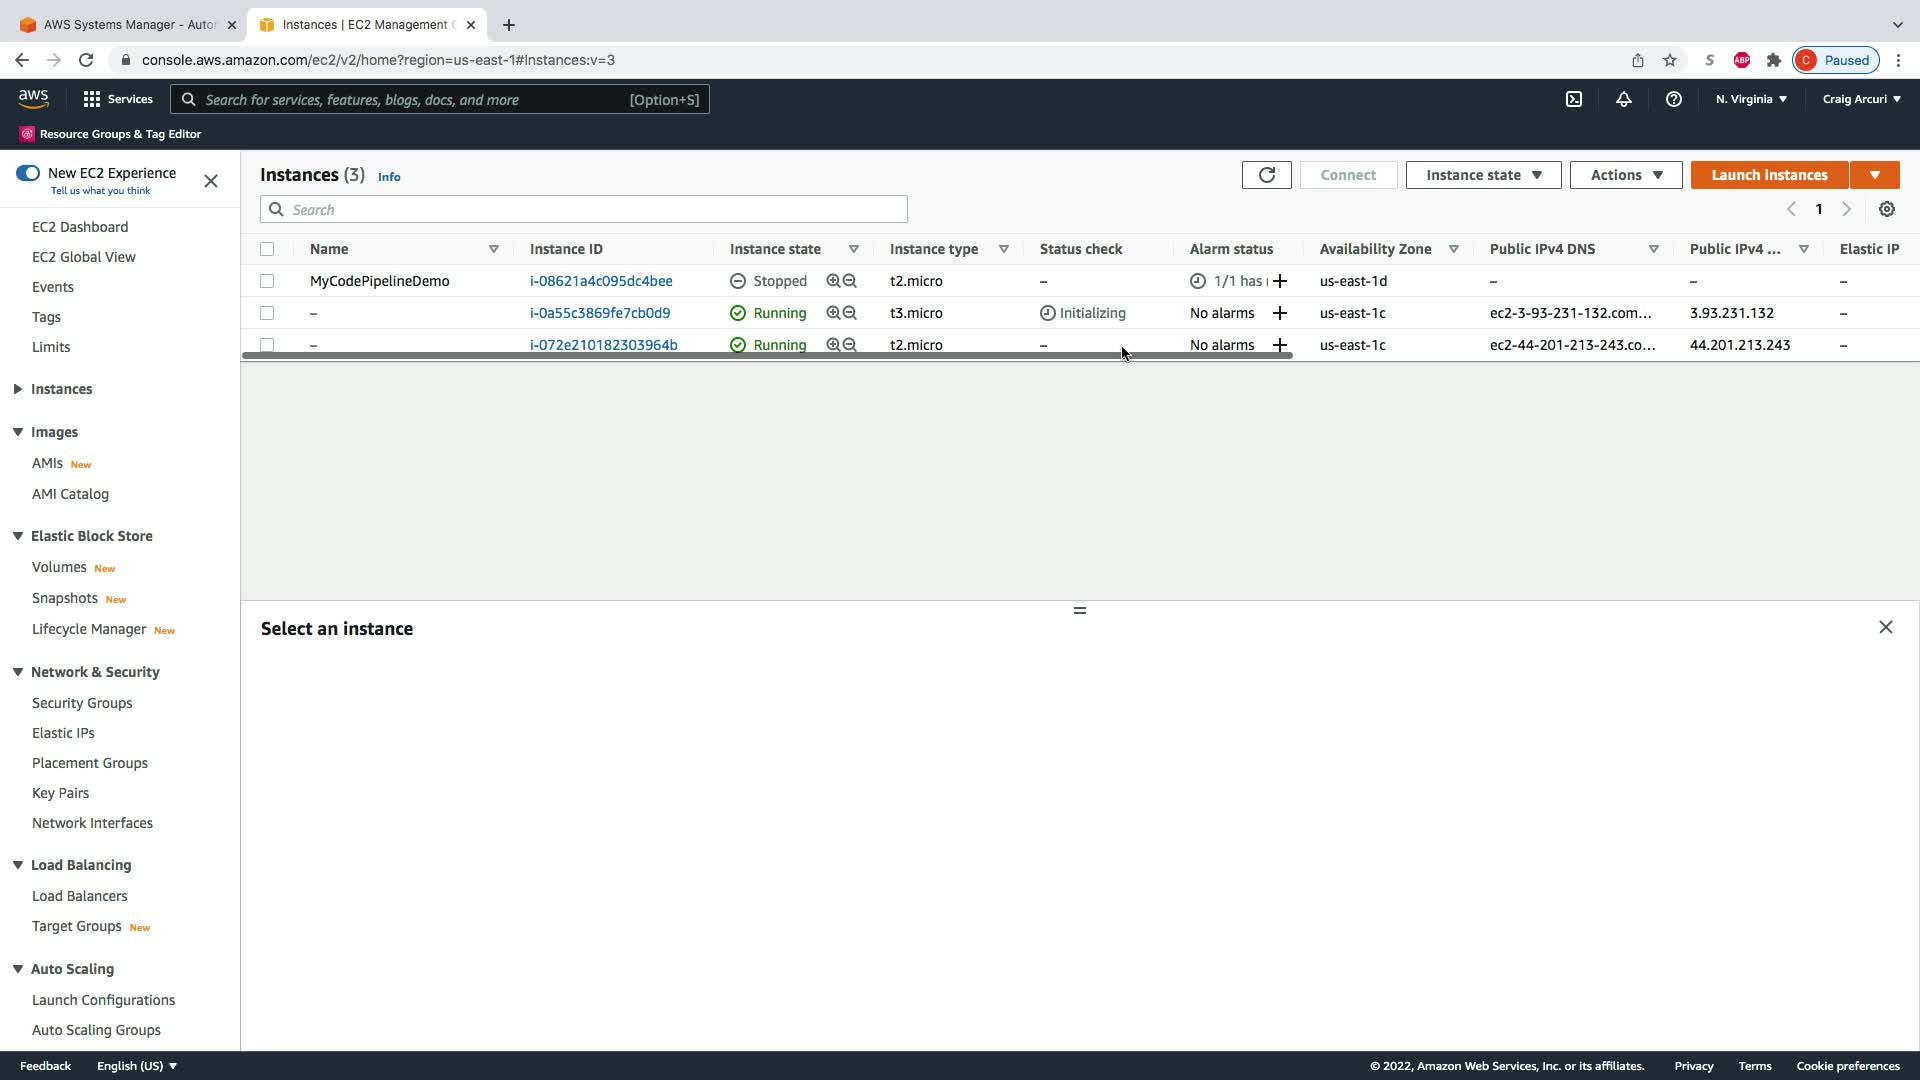 AWS Systems Manager - Auto
Instances | EC2 Management
console.aws.amazon.com/ec2/v2/home?region=us-east-1#Instances:v=3
S
ABP
C Paused
aws
Services
Search for services, features, blogs, docs, and more [Option+S]
N. Virginia
Craig Arcuri
Resource Groups & Tag Editor
New EC2 Experience
Tell us what you think
EC2 Dashboard
EC2 Global View
Events
Tags
Limits
Instances
Images
AMIs New
AMI Catalog
Elastic Block Store
Volumes New
Snapshots New
Lifecycle Manager New
Network & Security
Security Groups
Elastic IPs
Placement Groups
Key Pairs
Network Interfaces
Load Balancing
Load Balancers
Target Groups New
Auto Scaling
Launch Configurations
Auto Scaling Groups
Instances (3) Info
Connect
Instance state
Actions
Launch Instances
Search
1
Name Instance ID Instance state Instance type Status check Alarm status Availability Zone Public IPv4 DNS Public IPv4 ... Elastic IP
MyCodePipelineDemo i-08621a4c095dc4bee Stopped t2.micro – 1/1 has + us-east-1d – – –
– i-0a55c3869fe7cb0d9 Running t3.micro Initializing No alarms + us-east-1c ec2-3-93-231-132.com... 3.93.231.132 –
– i-072e210182303964b Running t2.micro – No alarms + us-east-1c ec2-44-201-213-243.co... 44.201.213.243 –
Select an instance
Feedback
English (US)
© 2022, Amazon Web Services, Inc. or its affiliates.
Privacy
Terms
Cookie preferences